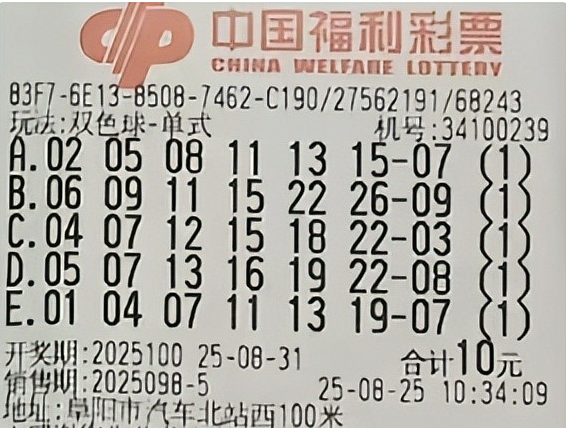 中国福利彩票
CHINA WELFARE LOTTERY
83F7-6E13-8508-7462-C190/27562191/68243
玩法:双色球-单式 机号:34100239
A.02 05 08 11 13 15-07 (1)
B.06 09 11 15 22 26-09 (1)
C.04 07 12 15 18 22-03 (1)
D.05 07 13 16 19 22-08 (1)
E.01 04 07 11 13 19-07 (1)
开奖期:2025100 25-08-31 合计10元
销售期:2025098-5 25-08-25 10:34:09
地址:阜阳市汽车北站西100米